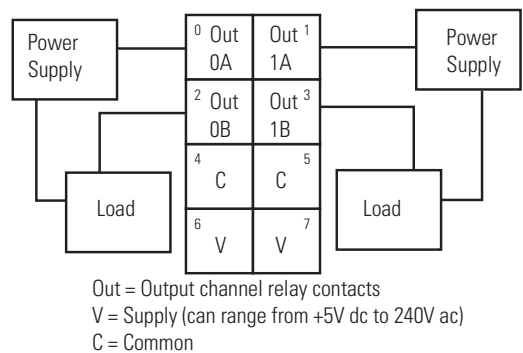 Power
Supply
0 Out
0A
Out 1
1A
Power
Supply
2 Out
0B
Out 3
1B
4
C
5
C
Load
Load
6
V
7
V
Out = Output channel relay contacts
V = Supply (can range from +5V dc to 240V ac)
C = Common